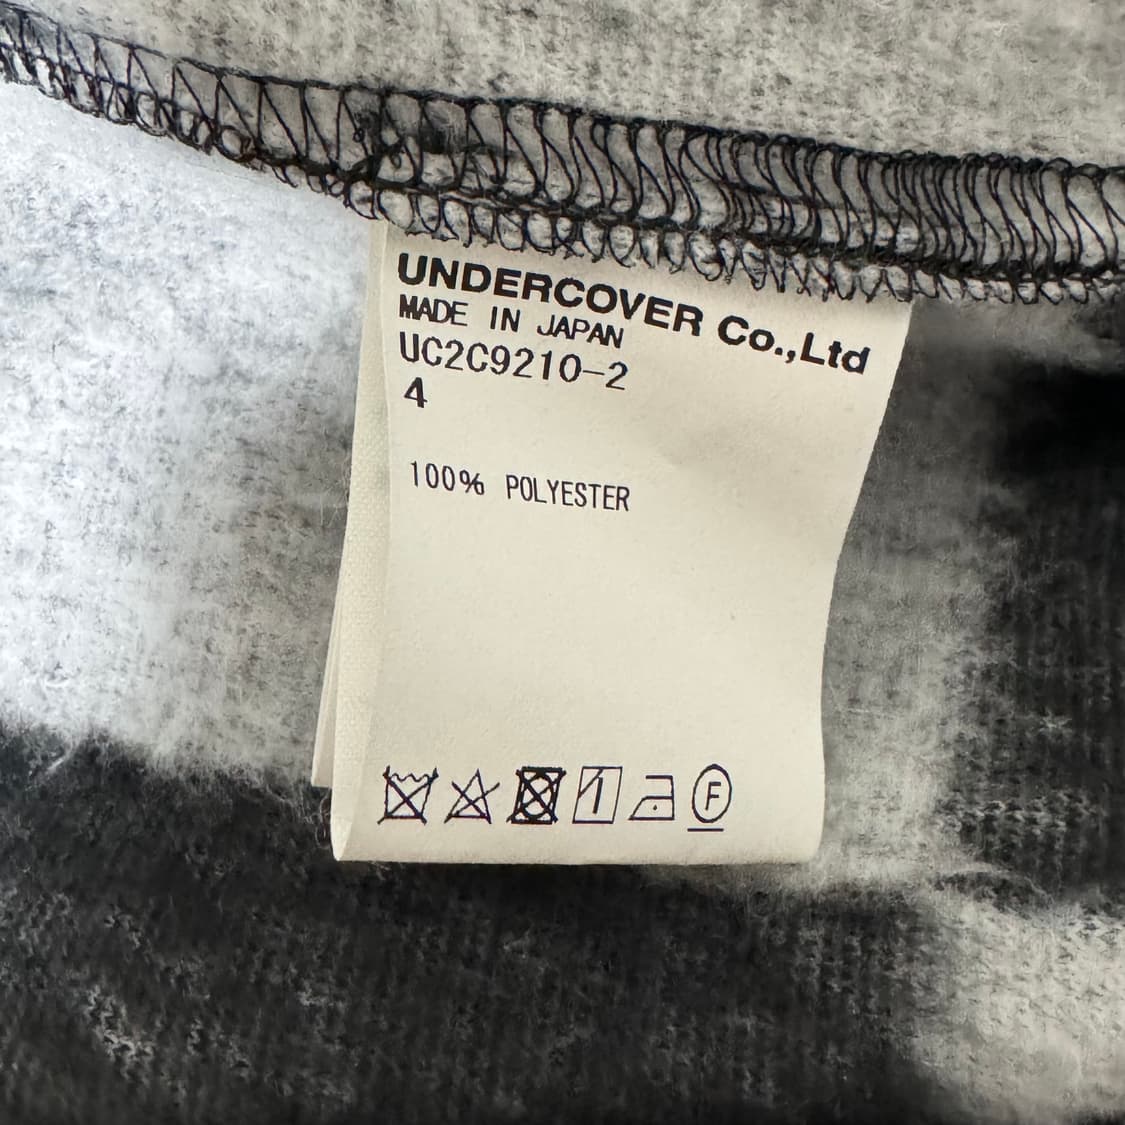 UNDERCOVER Co.,Ltd
MADE IN JAPAN
UC2C9210-2
4
100% POLYESTER
F